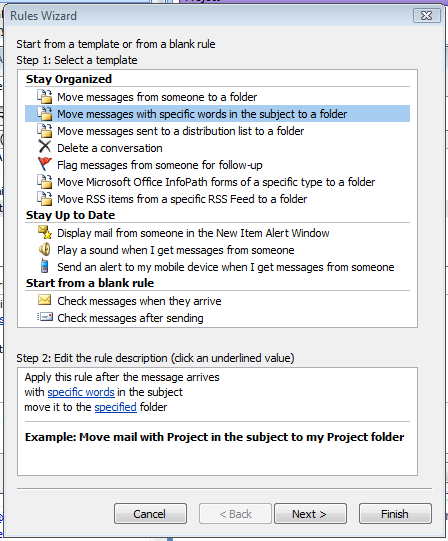 Project
Rules Wizard
Start from a template or from a blank rule
Step 1: Select a template
Stay Organized
Move messages from someone to a folder
Move messages with specific words in the subject to a folder
Move messages sent to a distribution list to a folder
Delete a conversation
Flag messages from someone for follow-up
Move Microsoft Office InfoPath forms of a specific type to a folder
Move RSS items from a specific RSS Feed to a folder
Stay Up to Date
Display mail from someone in the New Item Alert Window
Play a sound when I get messages from someone
Send an alert to my mobile device when I get messages from someone
Start from a blank rule
Check messages when they arrive
Check messages after sending
Step 2: Edit the rule description (click an underlined value)
Apply this rule after the message arrives
with specific words in the subject
move it to the specified folder
Example: Move mail with Project in the subject to my Project folder
Cancel < Back Next > Finish